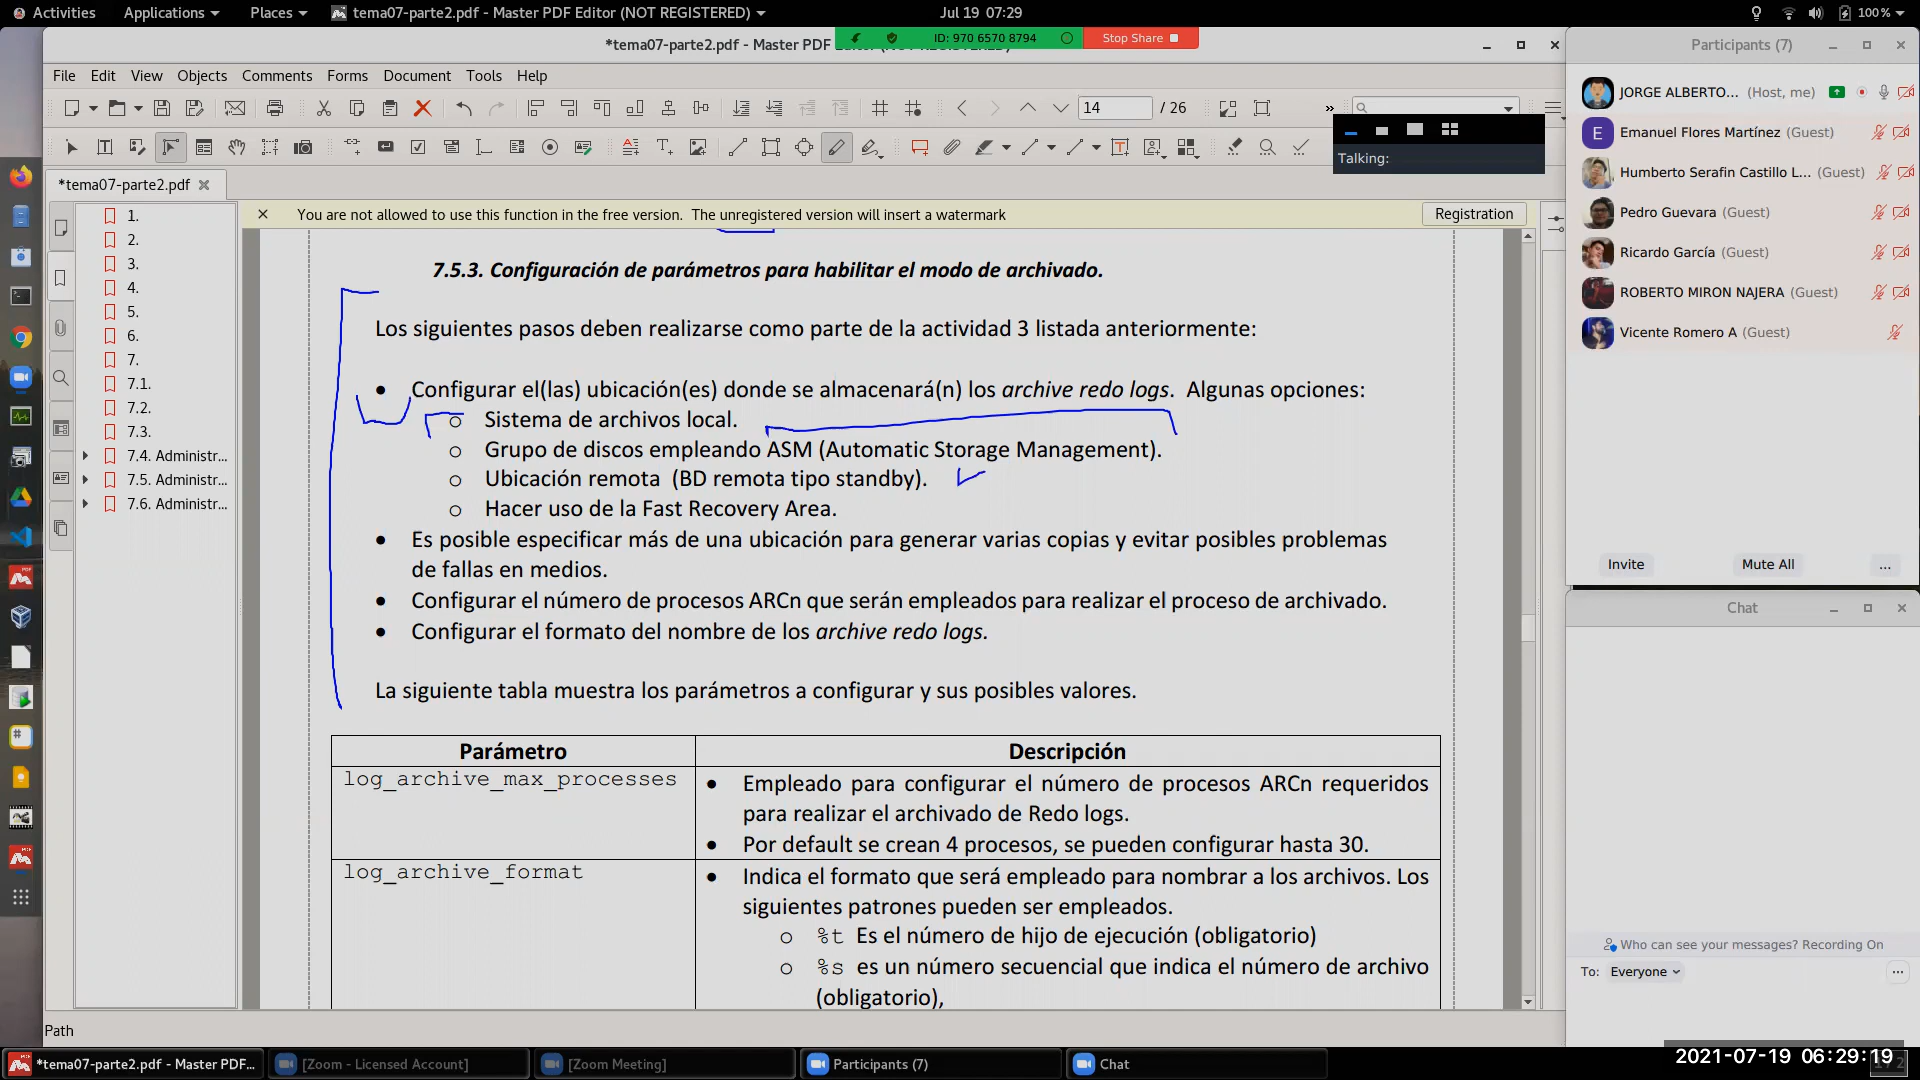 Activities
Applications
Places
tema07-parte2.pdf - Master PDF Editor (NOT REGISTERED)
Jul 19 07:29
100%
*tema07-parte2.pdf - Master PDF
ID: 970 6570 8794
Stop Share
File Edit View Objects Comments Forms Document Tools Help
14 / 26
Talking:
*tema07-parte2.pdf
You are not allowed to use this function in the free version. The unregistered version will insert a watermark
Registration
1.
2.
3.
4.
5.
6.
7.
7.1.
7.2.
7.3.
7.4. Administr...
7.5. Administr...
7.6. Administr...
7.5.3. Configuración de parámetros para habilitar el modo de archivado.
Los siguientes pasos deben realizarse como parte de la actividad 3 listada anteriormente:
• Configurar el(las) ubicación(es) donde se almacenará(n) los archive redo logs. Algunas opciones:
o Sistema de archivos local.
o Grupo de discos empleando ASM (Automatic Storage Management).
o Ubicación remota (BD remota tipo standby).
o Hacer uso de la Fast Recovery Area.
• Es posible especificar más de una ubicación para generar varias copias y evitar posibles problemas
de fallas en medios.
• Configurar el número de procesos ARCn que serán empleados para realizar el proceso de archivado.
• Configurar el formato del nombre de los archive redo logs.
La siguiente tabla muestra los parámetros a configurar y sus posibles valores.
Parámetro Descripción
log_archive_max_processes
• Empleado para configurar el número de procesos ARCn requeridos
para realizar el archivado de Redo logs.
• Por default se crean 4 procesos, se pueden configurar hasta 30.
log_archive_format
• Indica el formato que será empleado para nombrar a los archivos. Los
siguientes patrones pueden ser empleados.
o %t Es el número de hijo de ejecución (obligatorio)
o %s es un número secuencial que indica el número de archivo
(obligatorio),
Path
Participants (7)
JORGE ALBERTO... (Host, me)
E Emanuel Flores Martínez (Guest)
Humberto Serafin Castillo L... (Guest)
Pedro Guevara (Guest)
Ricardo García (Guest)
ROBERTO MIRON NAJERA (Guest)
Vicente Romero A (Guest)
Invite
Mute All
...
Chat
Who can see your messages? Recording On
To: Everyone
*tema07-parte2.pdf - Master PDF...
[Zoom - Licensed Account]
[Zoom Meeting]
Participants (7)
Chat
2021-07-19 06:29:19